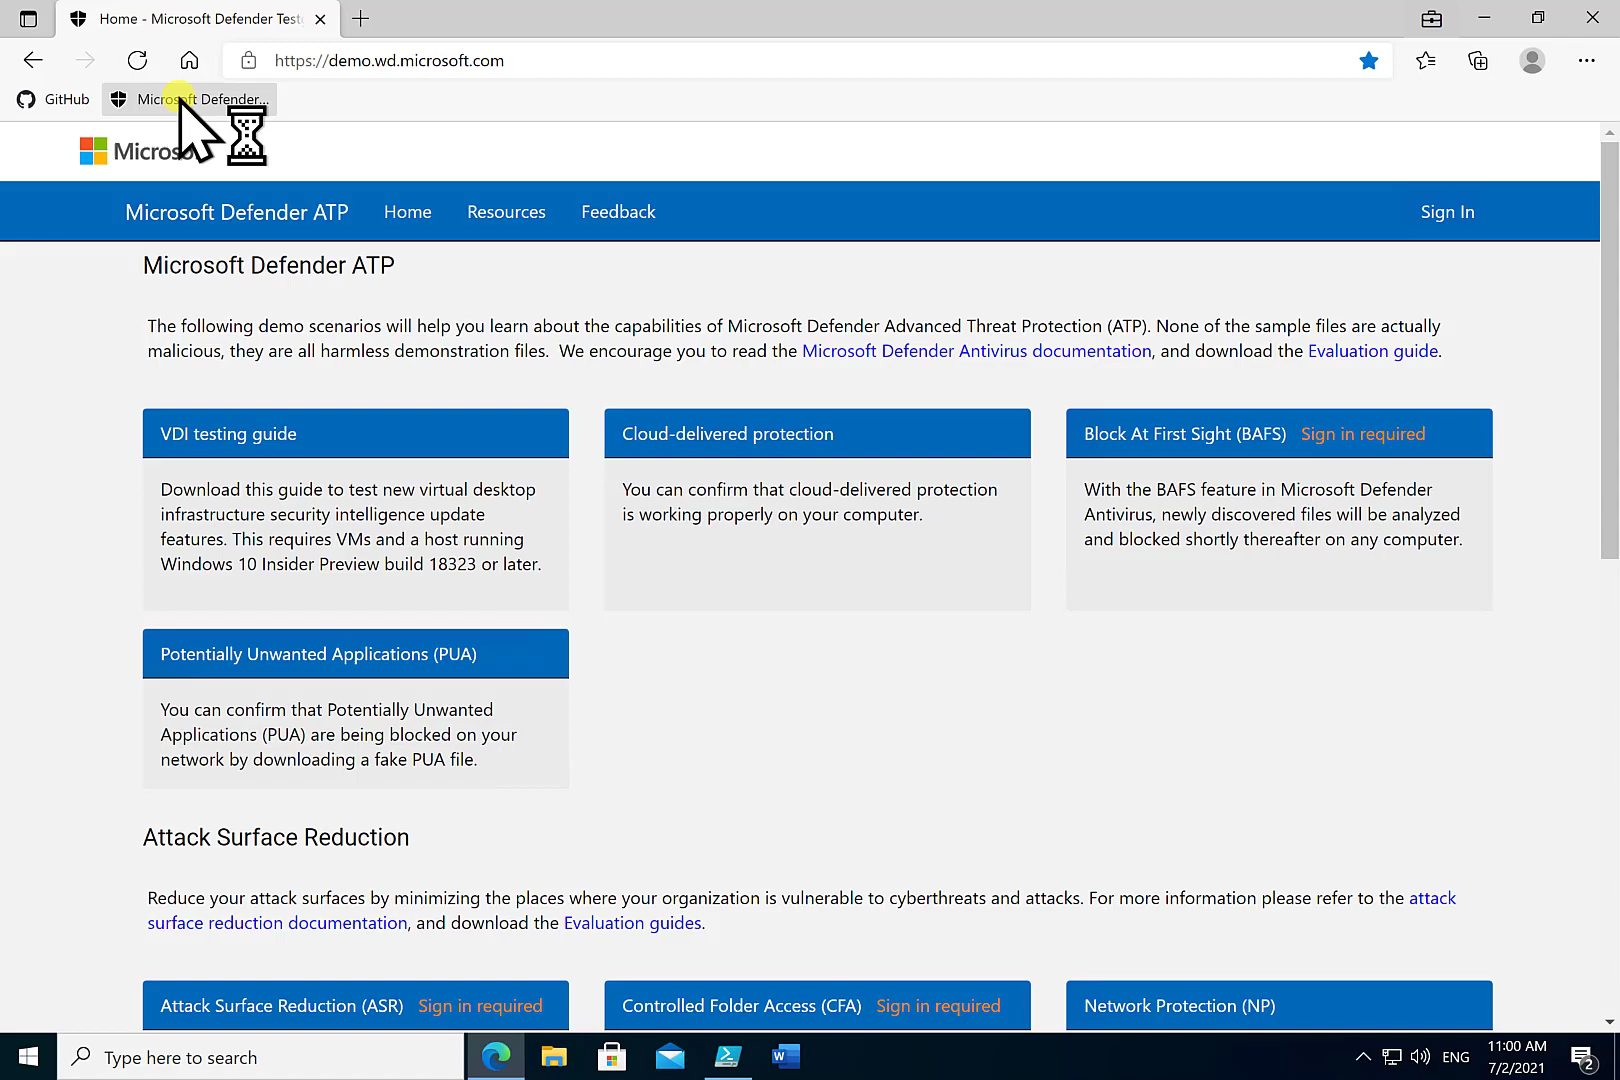 Home - Microsoft Defender Test
https://demo.wd.microsoft.com
GitHub
Microsoft Defender...
Microso
Microsoft Defender ATP
Home
Resources
Feedback
Sign In
Microsoft Defender ATP
The following demo scenarios will help you learn about the capabilities of Microsoft Defender Advanced Threat Protection (ATP). None of the sample files are actually
malicious, they are all harmless demonstration files. We encourage you to read the Microsoft Defender Antivirus documentation, and download the Evaluation guide.
VDI testing guide
Download this guide to test new virtual desktop
infrastructure security intelligence update
features. This requires VMs and a host running
Windows 10 Insider Preview build 18323 or later.
Cloud-delivered protection
You can confirm that cloud-delivered protection
is working properly on your computer.
Block At First Sight (BAFS) Sign in required
With the BAFS feature in Microsoft Defender
Antivirus, newly discovered files will be analyzed
and blocked shortly thereafter on any computer.
Potentially Unwanted Applications (PUA)
You can confirm that Potentially Unwanted
Applications (PUA) are being blocked on your
network by downloading a fake PUA file.
Attack Surface Reduction
Reduce your attack surfaces by minimizing the places where your organization is vulnerable to cyberthreats and attacks. For more information please refer to the attack
surface reduction documentation, and download the Evaluation guides.
Attack Surface Reduction (ASR) Sign in required
Controlled Folder Access (CFA) Sign in required
Network Protection (NP)
Type here to search
W
ENG
11:00 AM
7/2/2021
2